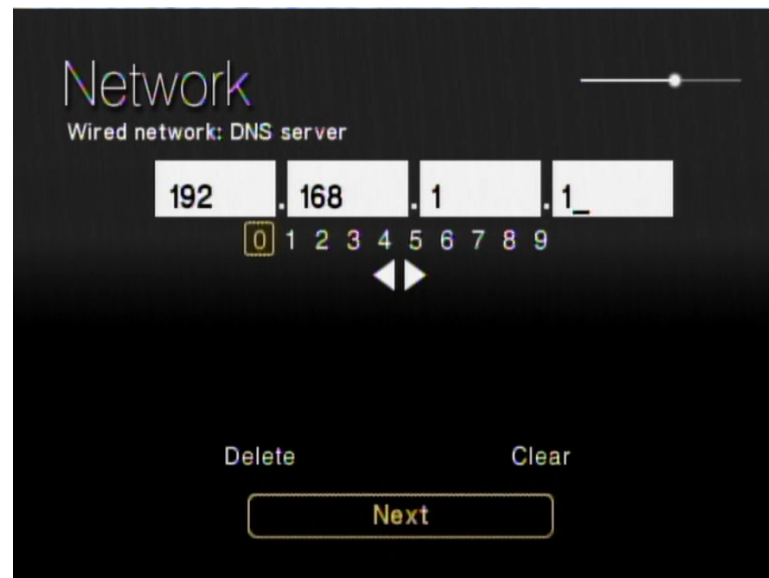 Network
Wired network: DNS server
192 . 168 . 1 . 1_
0 1 2 3 4 5 6 7 8 9
Delete Clear
Next